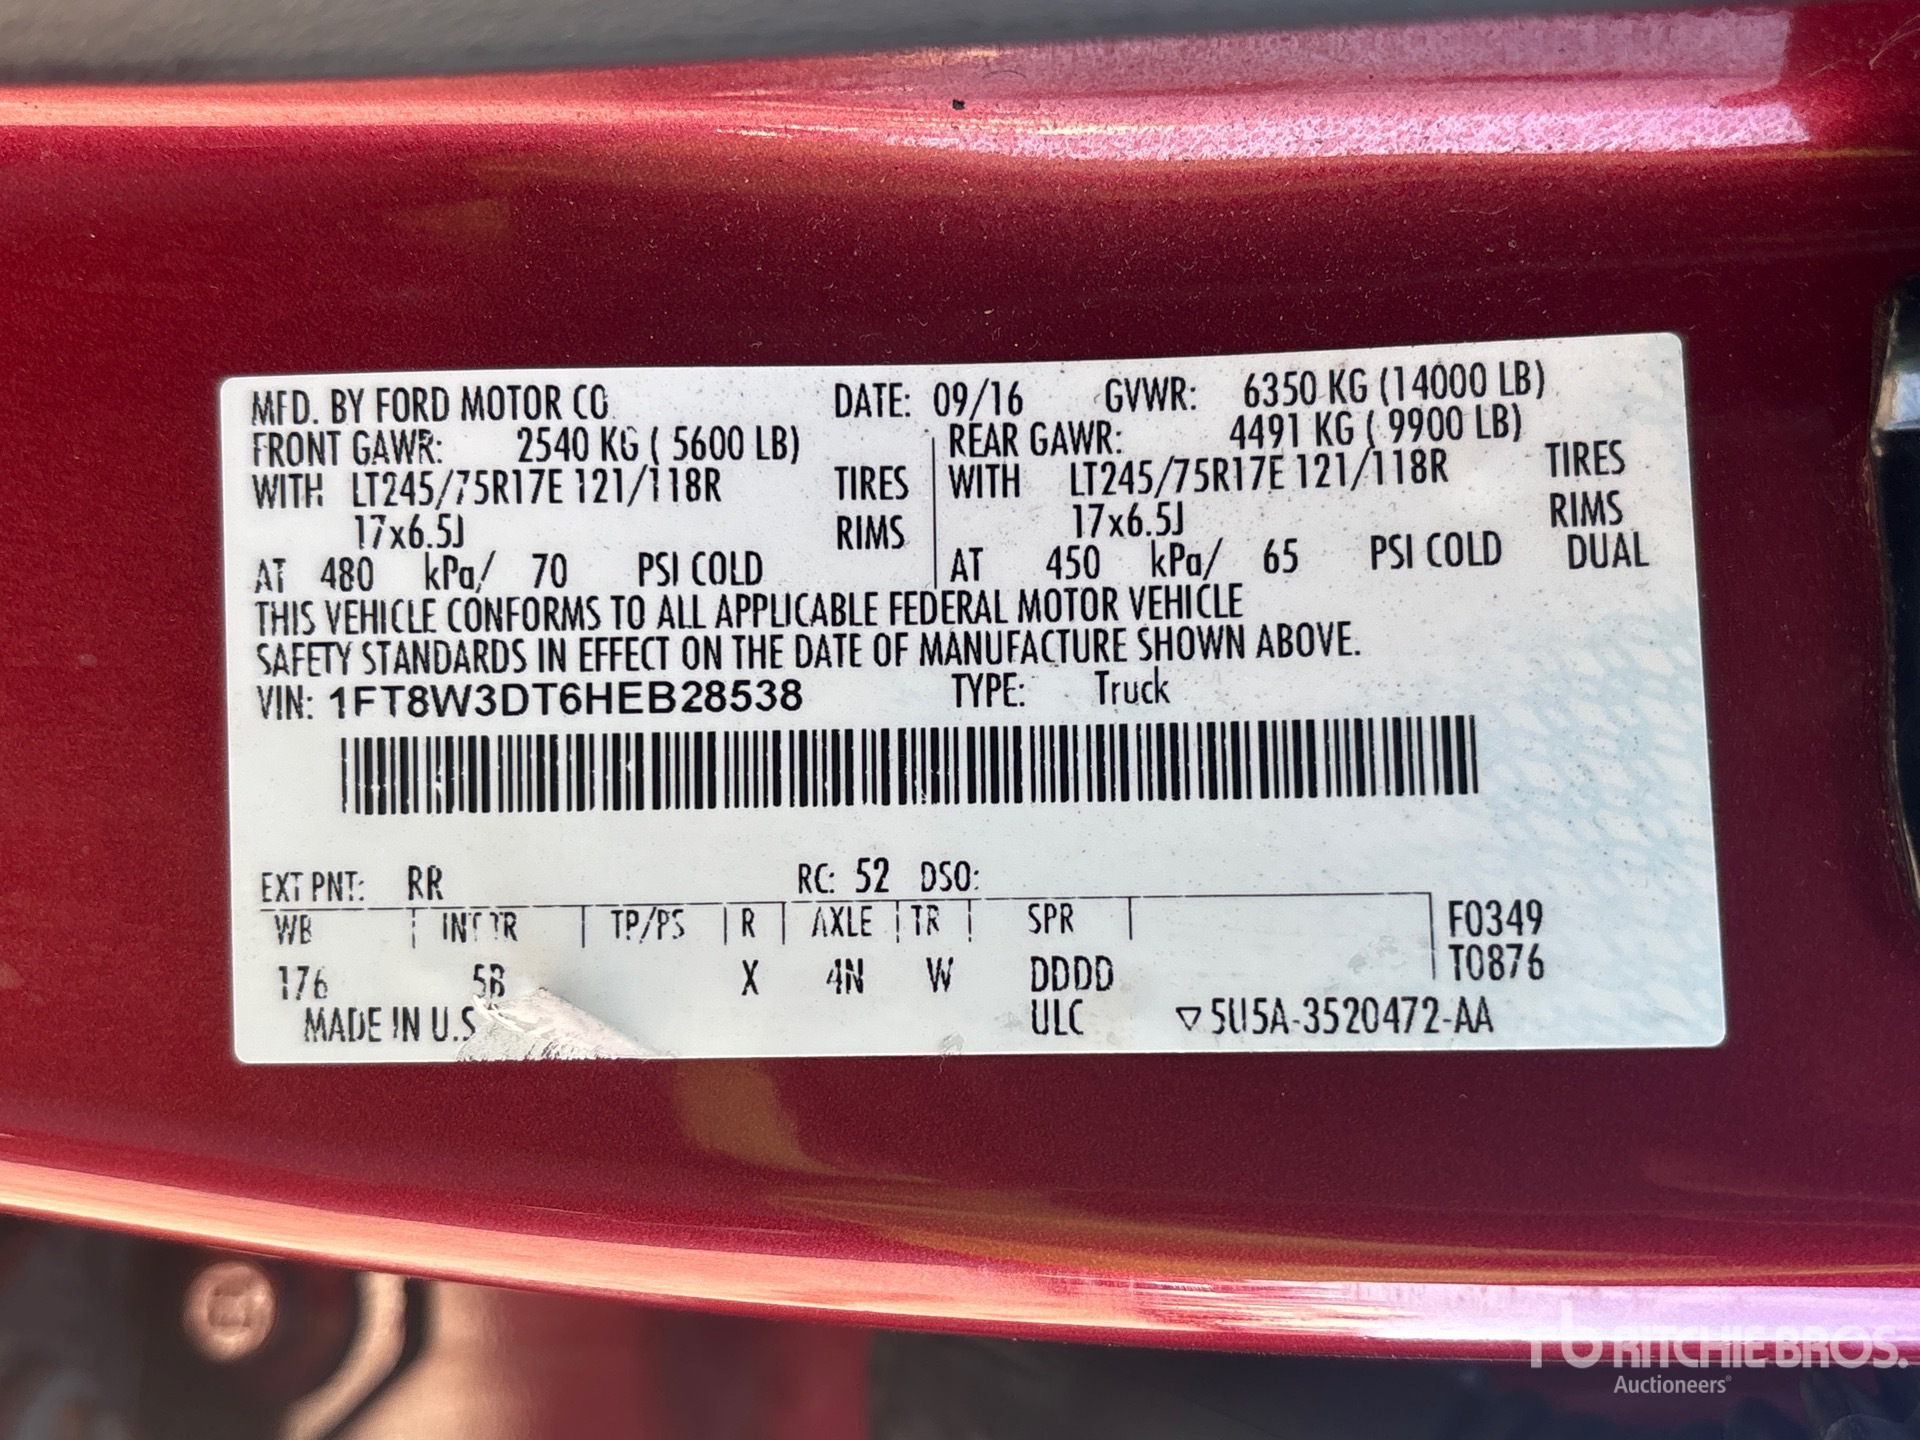 MFD. BY FORD MOTOR CO. DATE: 09/16 GVWR: 6350 KG (14000 LB)
FRONT GAWR: 2540 KG ( 5600 LB) REAR GAWR: 4491 KG ( 9900 LB)
WITH LT245/75R17E 121/118R TIRES WITH LT245/75R17E 121/118R TIRES
17x6.5J RIMS 17x6.5J RIMS
AT 480 kPa/ 70 PSI COLD AT 450 kPa/ 65 PSI COLD DUAL
THIS VEHICLE CONFORMS TO ALL APPLICABLE FEDERAL MOTOR VEHICLE
SAFETY STANDARDS IN EFFECT ON THE DATE OF MANUFACTURE SHOWN ABOVE.
VIN: 1FT8W3DT6HEB28538 TYPE: Truck
EXT PNT: RR RC: 52 DSO:
WB INT TR TP/PS R AXLE TR SPR F0349
176 5B X 4N W DDDD T0876
MADE IN U.S ULC ▽5U5A-3520472-AA
rb RITCHIE BROS.
Auctioneers®